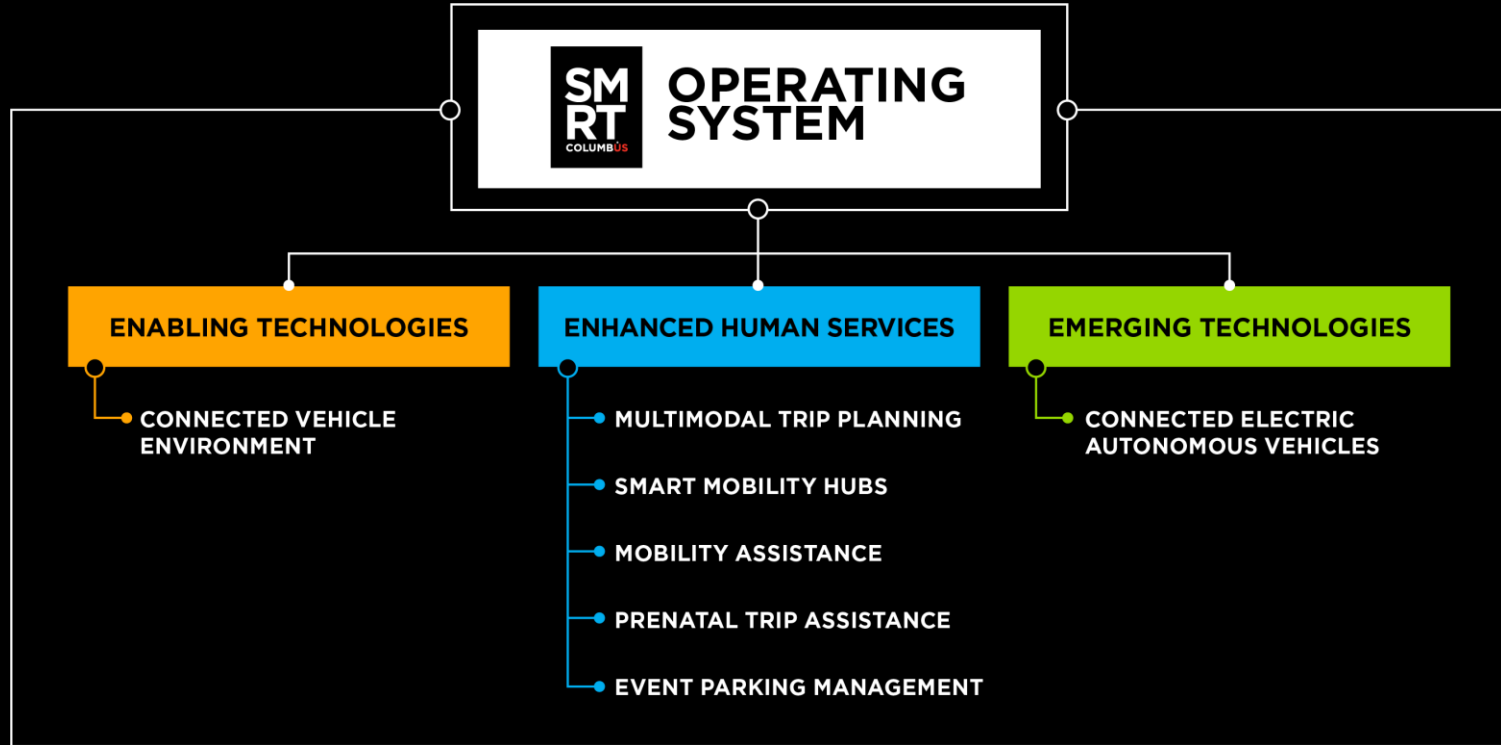 SM
RT
COLUMBUS
OPERATING
SYSTEM
ENABLING TECHNOLOGIES
CONNECTED VEHICLE
ENVIRONMENT
ENHANCED HUMAN SERVICES
MULTIMODAL TRIP PLANNING
SMART MOBILITY HUBS
MOBILITY ASSISTANCE
PRENATAL TRIP ASSISTANCE
EVENT PARKING MANAGEMENT
EMERGING TECHNOLOGIES
CONNECTED ELECTRIC
AUTONOMOUS VEHICLES